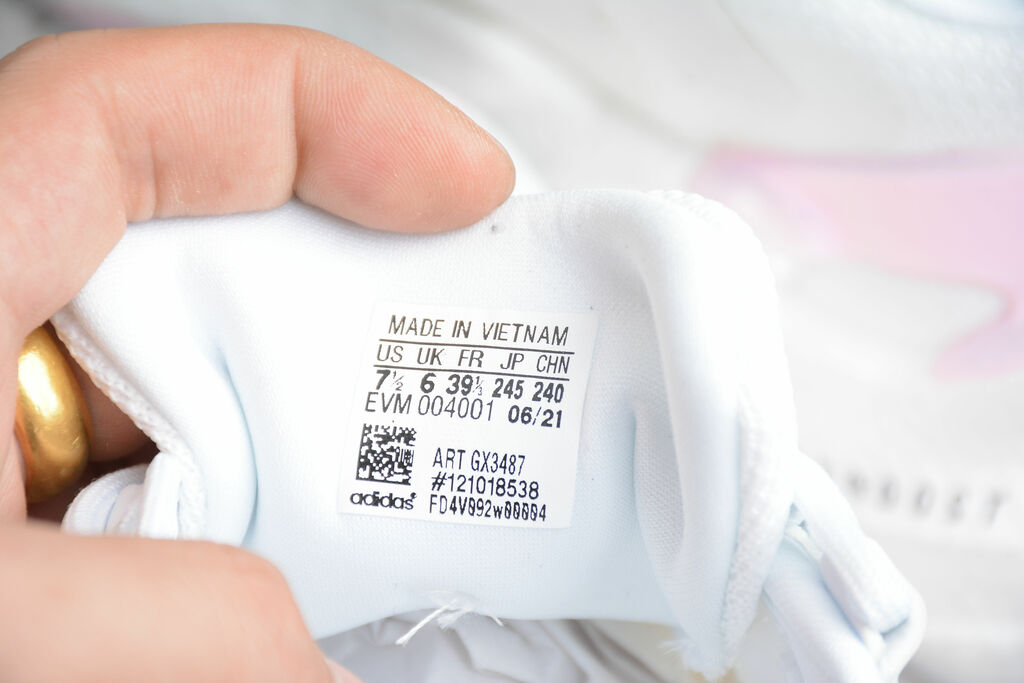 MADE IN VIETNAM
US UK FR JP CHN
7½ 6 39⅓ 245 240
EVM 004001 06/21
ART GX3487
#121018538
adidas FD4V092w00004